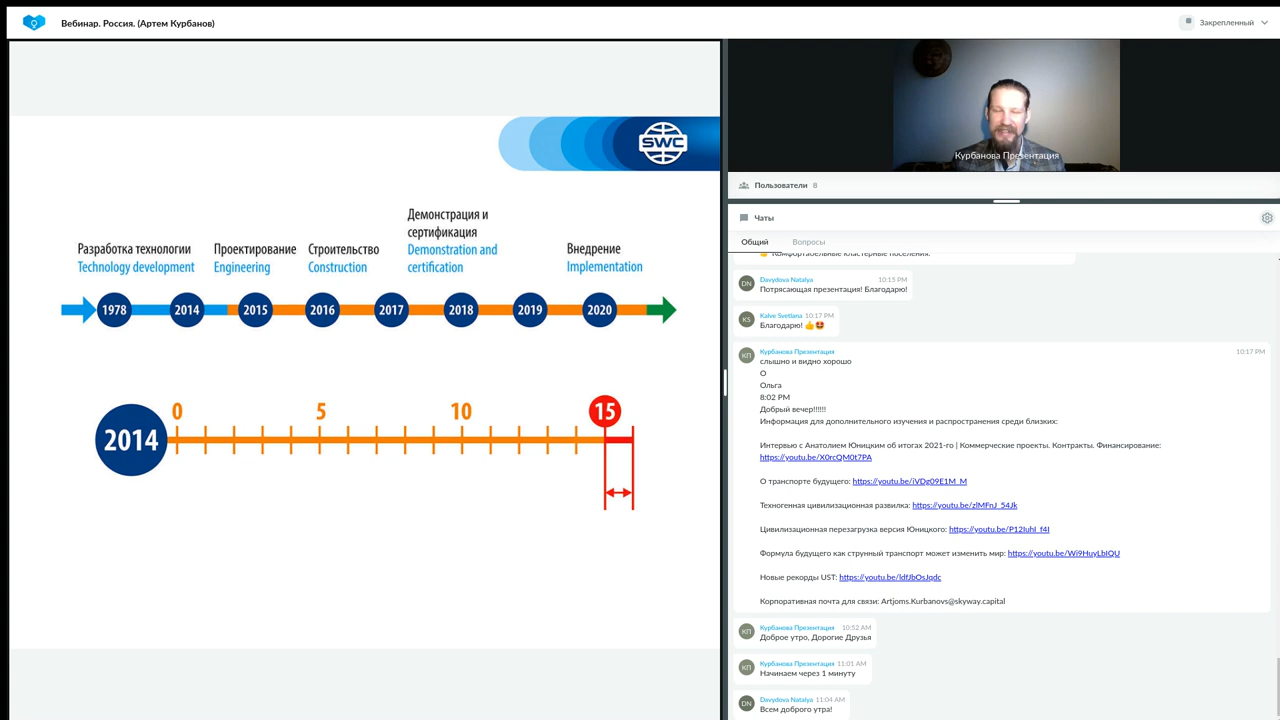 Вебинар. Россия. (Артем Курбанов)
Закрепленный
SWC
Разработка технологии
Technology development
Проектирование
Engineering
Строительство
Construction
Демонстрация и
сертификация
Demonstration and
certification
Внедрение
Implementation
1978 2014 2015 2016 2017 2018 2019 2020
2014 0 5 10 15
Курбанова Презентация
Пользователи 8
Чаты
Общий Вопросы
Комфортабельные кластерные поселения.
DN Davydova Natalya 10:15 PM
Потрясающая презентация! Благодарю!
KS Kalve Svetlana 10:17 PM
Благодарю! 👍🤩
КП Курбанова Презентация 10:17 PM
слышно и видно хорошо
О
Ольга
8:02 PM
Добрый вечер!!!!!!
Информация для дополнительного изучения и распространия среди близких:
Интервью с Анатолием Юницким об итогах 2021-го | Коммерческие проекты. Контракты. Финансирование:
https://youtu.be/X0rcQM0t7PA
О транспорте будущего: https://youtu.be/iVDg09E1M_M
Техногенная цивилизационная развилка: https://youtu.be/zlMFnJ_54Jk
Цивилизационная перезагрузка версия Юницкого: https://youtu.be/P12IuhI_f4I
Формула будущего как струнный транспорт может изменить мир: https://youtu.be/Wi9HuyLbIQU
Новые рекорды UST: https://youtu.be/ldfJbOsJqdc
Корпоративная почта для связи: Artjoms.Kurbanovs@skyway.capital
КП Курбанова Презентация 10:52 AM
Доброе утро, Дорогие Друзья
КП Курбанова Презентация 11:01 AM
Начинаем через 1 минуту
DN Davydova Natalya 11:04 AM
Всем доброго утра!